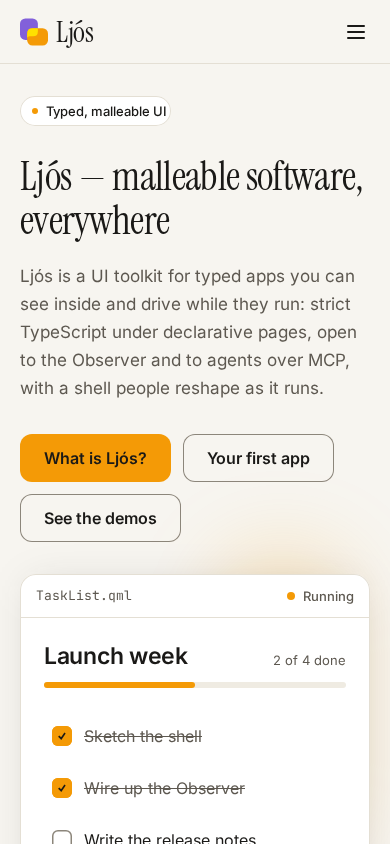 Ljós
Typed, malleable UI
Ljós — malleable software,
everywhere
Ljós is a UI toolkit for typed apps you can
see inside and drive while they run: strict
TypeScript under declarative pages, open
to the Observer and to agents over MCP,
with a shell people reshape as it runs.
What is Ljós?
Your first app
See the demos
TaskList.qml
Running
Launch week
2 of 4 done
Sketch the shell
Wire up the Observer
Write the release notes